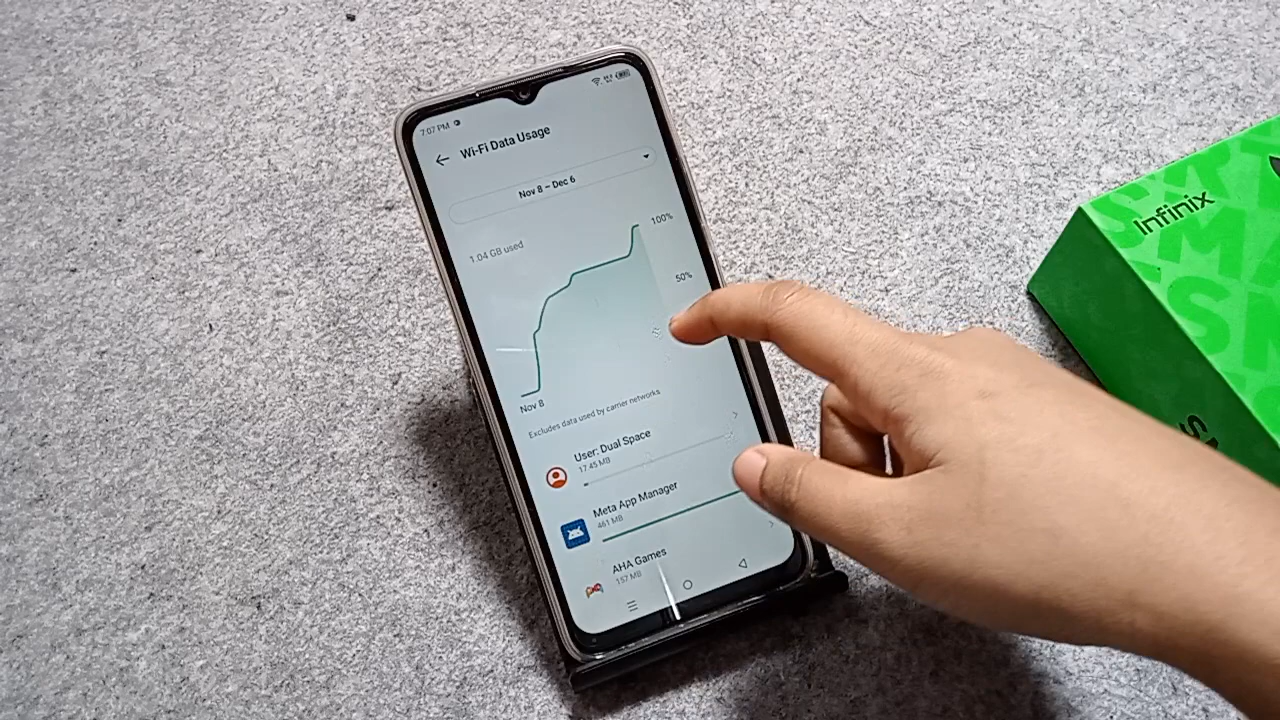 7:07 PM
Wi-Fi Data Usage
Nov 8 – Dec 6
1.04 GB used
100%
50%
Nov 8
Excludes data used by carrier networks
User: Dual Space
17.45 MB
Meta App Manager
461 MB
AHA Games
157 MB
Infinix